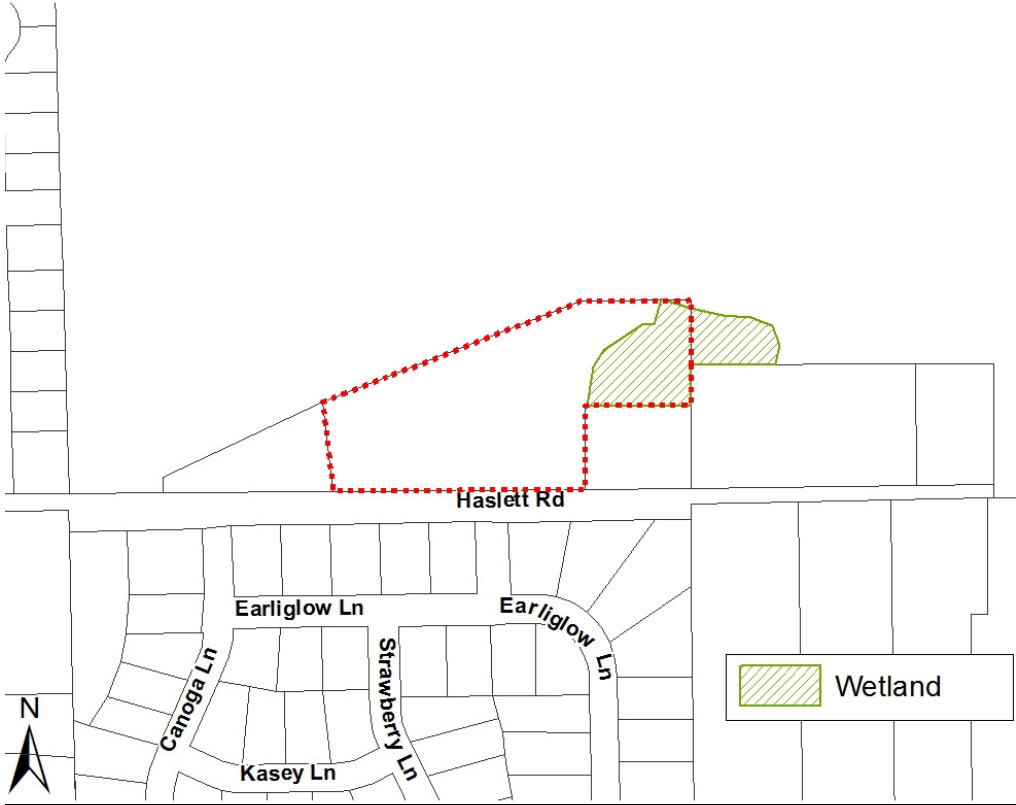 Haslett Rd
Earliglow Ln
Earliglow Ln
Strawberry Ln
Canoga Ln
Kasey Ln
Wetland
N